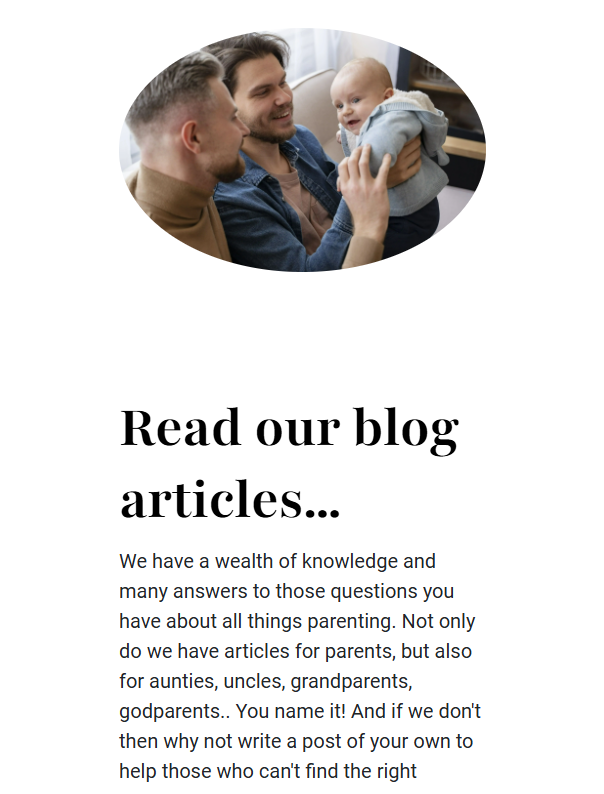 Read our blog
articles...
We have a wealth of knowledge and
many answers to those questions you
have about all things parenting. Not only
do we have articles for parents, but also
for aunties, uncles, grandparents,
godparents.. You name it! And if we don't
then why not write a post of your own to
help those who can't find the right